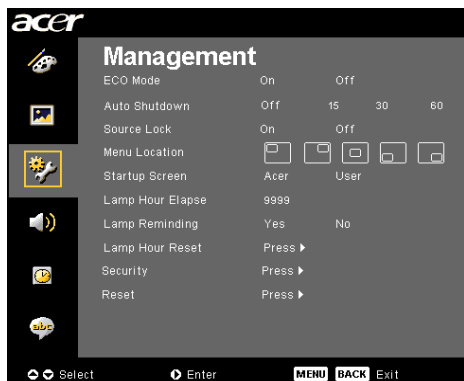 acer
Management
ECO Mode On Off
Auto Shutdown Off 15 30 60
Source Lock On Off
Menu Location
Startup Screen Acer User
Lamp Hour Elapse 9999
Lamp Reminding Yes No
Lamp Hour Reset Press
Security Press
Reset Press
abc
Select Enter MENU BACK Exit